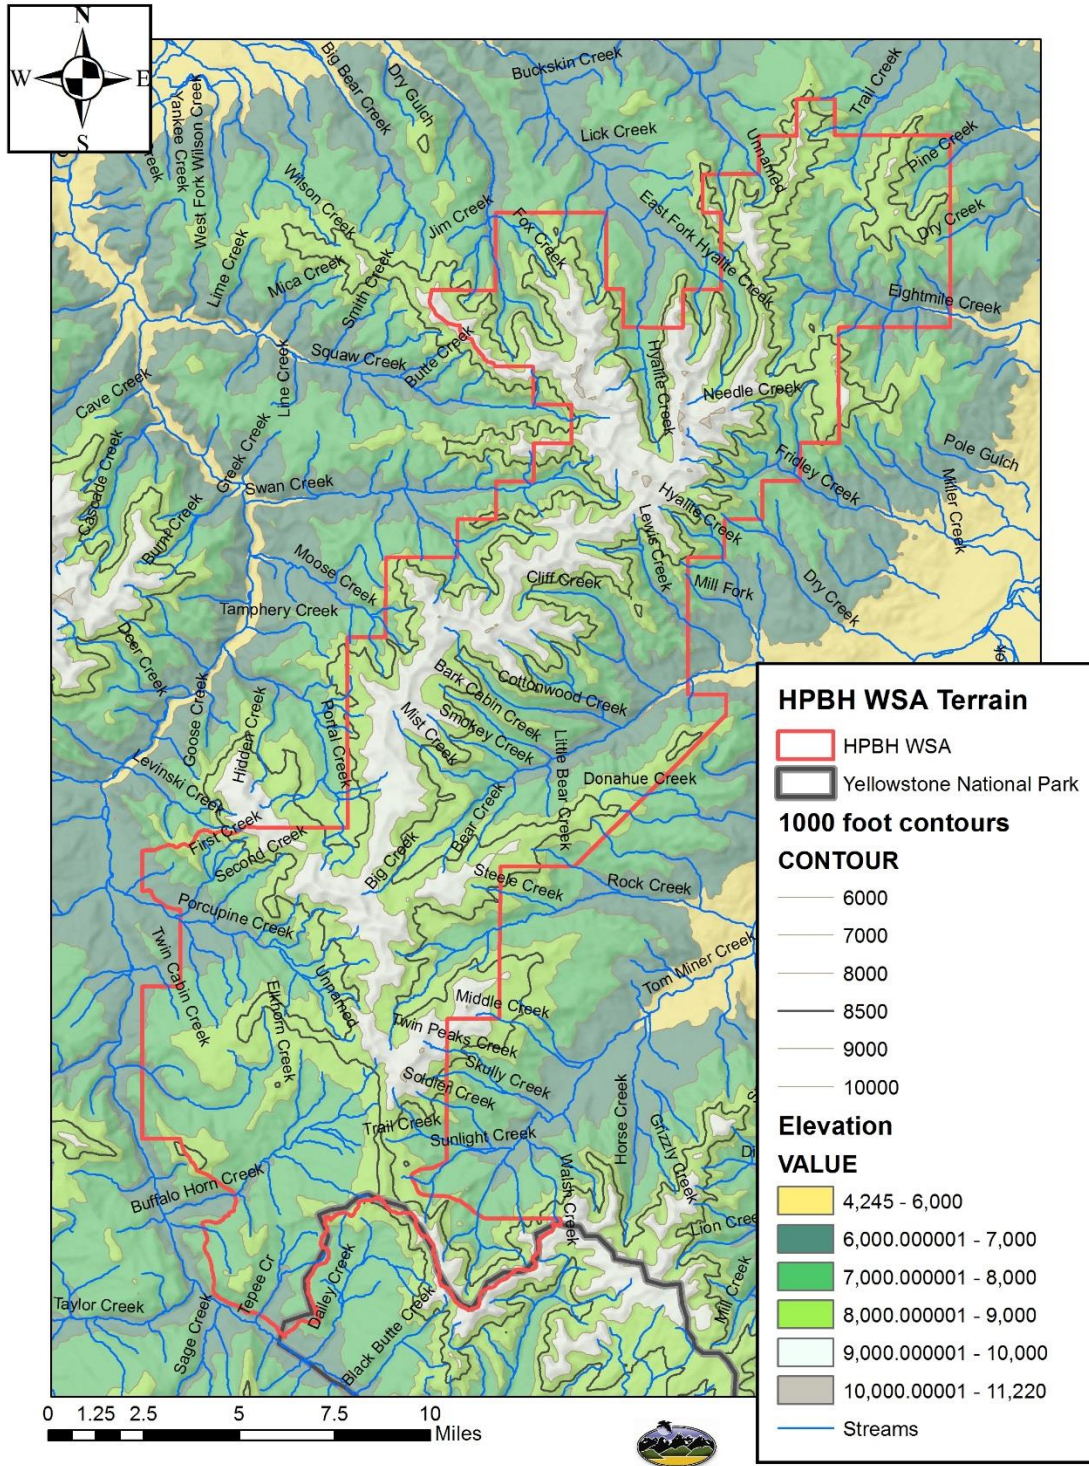 N
W E
S
Buckskin Creek
Big Bear Creek
Dry Gulch
Trail Creek
Lick Creek
Unnamed
Pine Creek
Yankee Creek
West Fork Wilson Creek
Wilson Creek
Jim Creek
Fox Creek
East Fork Hyalite Creek
Dry Creek
Lime Creek
Mica Creek
Smith Creek
Eightmile Creek
Squaw Creek
Butte Creek
Line Creek
Hyalite Creek
Needle Creek
Cave Creek
Greek Creek
Cascade Creek
Swan Creek
Fridley Creek
Pole Gulch
Miller Creek
Burnt Creek
Hyalite Creek
Lewis Creek
Moose Creek
Cliff Creek
Mill Fork
Dry Creek
Tamphery Creek
Deer Creek
Goose Creek
Hidden Creek
Portal Creek
Bark Cabin Creek
Cottonwood Creek
Mist Creek
Smokey Creek
Little Bear Creek
Donahue Creek
Levinski Creek
First Creek
Second Creek
Big Creek
Bear Creek
Steele Creek
Rock Creek
Porcupine Creek
Twin Cabin Creek
Unnamed
Elkhorn Creek
Tom Miner Creek
Middle Creek
Twin Peaks Creek
Skully Creek
Soldier Creek
Trail Creek
Sunlight Creek
Horse Creek
Grizzly Creek
Walsh Creek
Buffalo Horn Creek
Lion Cree
Mill Creek
Tepee Cr
Dailey Creek
Taylor Creek
Sage Creek
Black Butte Creek
HPBH WSA Terrain
HPBH WSA
Yellowstone National Park
1000 foot contours
CONTOUR
6000
7000
8000
8500
9000
10000
Elevation
VALUE
4,245 - 6,000
6,000.000001 - 7,000
7,000.000001 - 8,000
8,000.000001 - 9,000
9,000.000001 - 10,000
10,000.00001 - 11,220
Streams
0 1.25 2.5 5 7.5 10
Miles